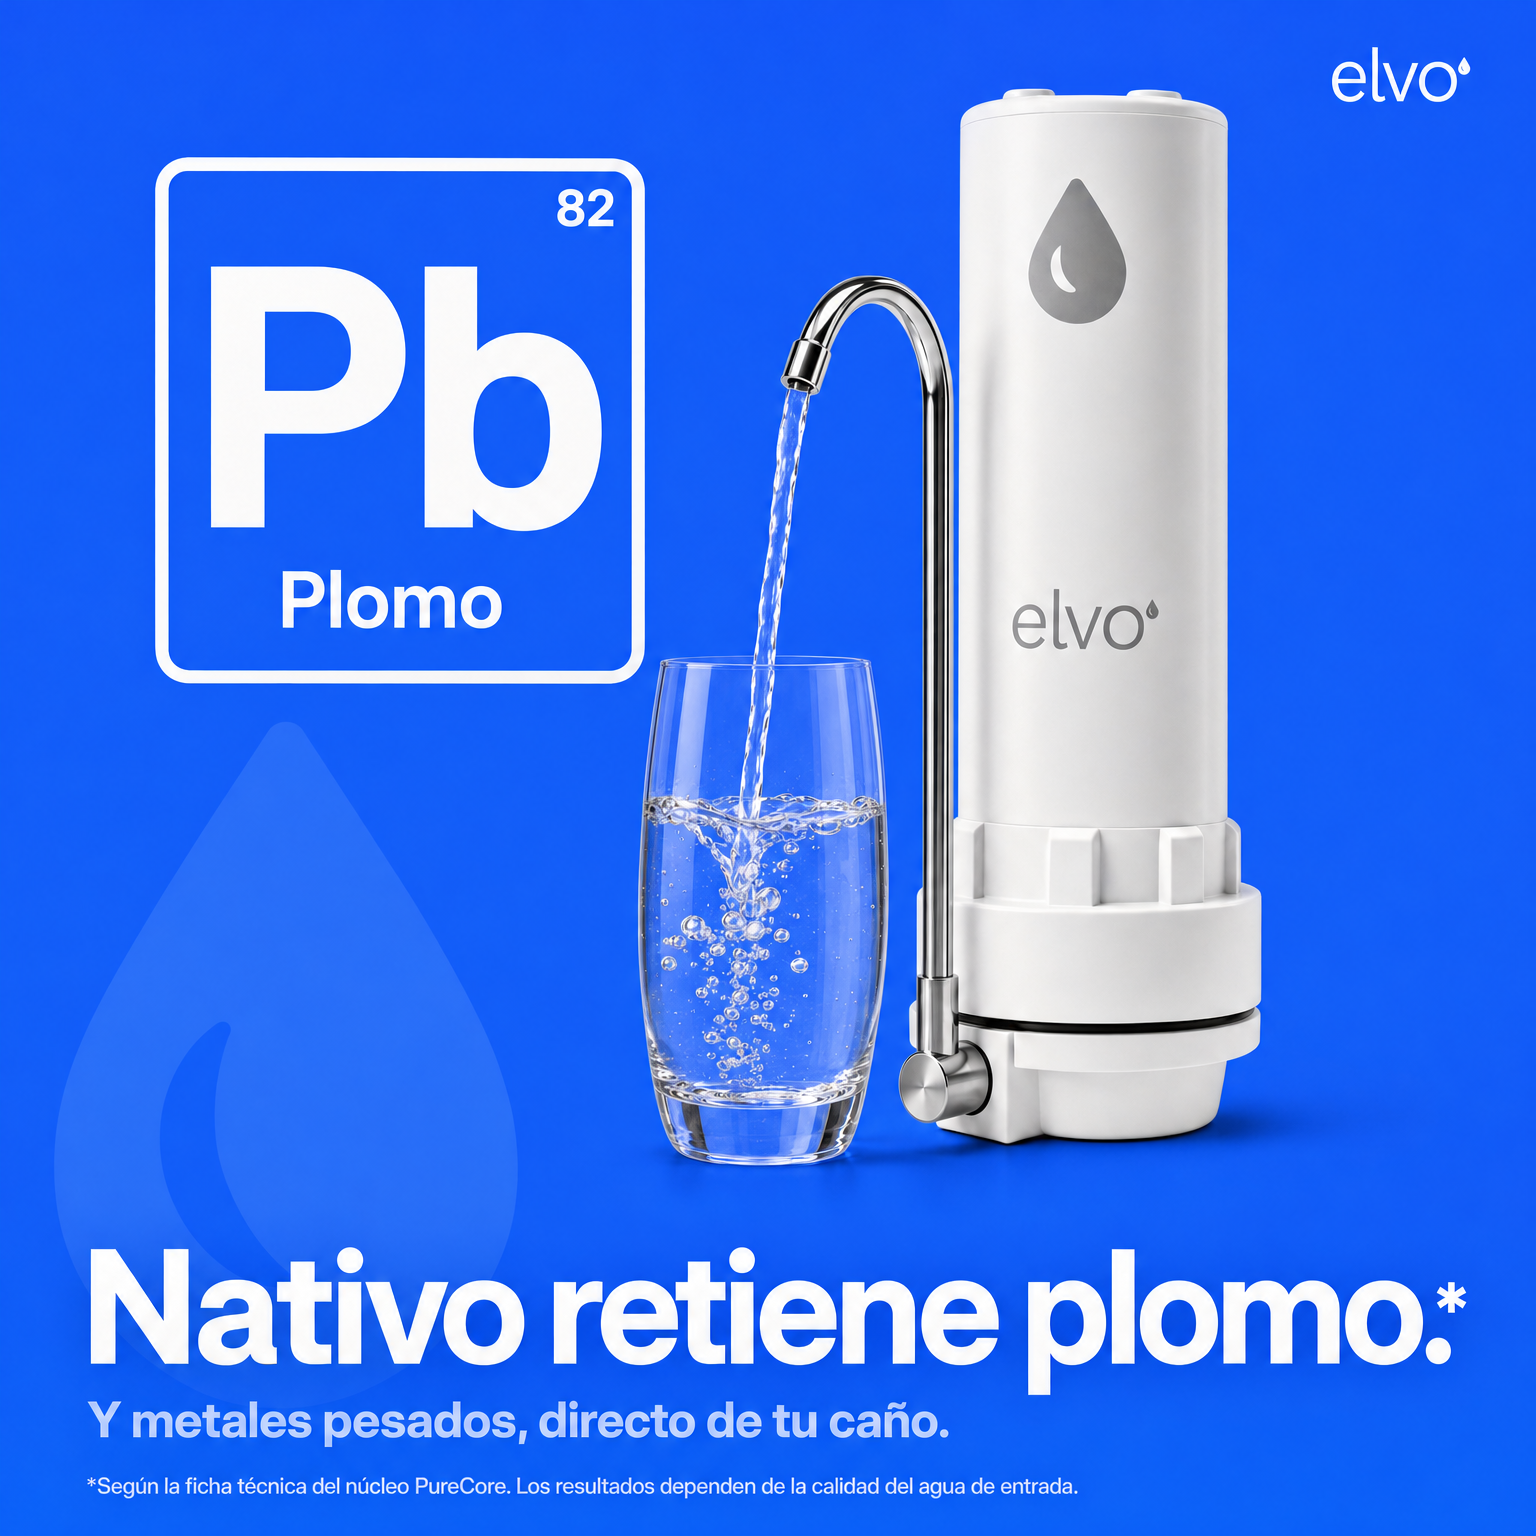 elvo
82
Pb
Plomo
elvo
Nativo retiene plomo.*
Y metales pesados, directo de tu caño.
*Según la ficha técnica del núcleo PureCore. Los resultados dependen de la calidad del agua de entrada.